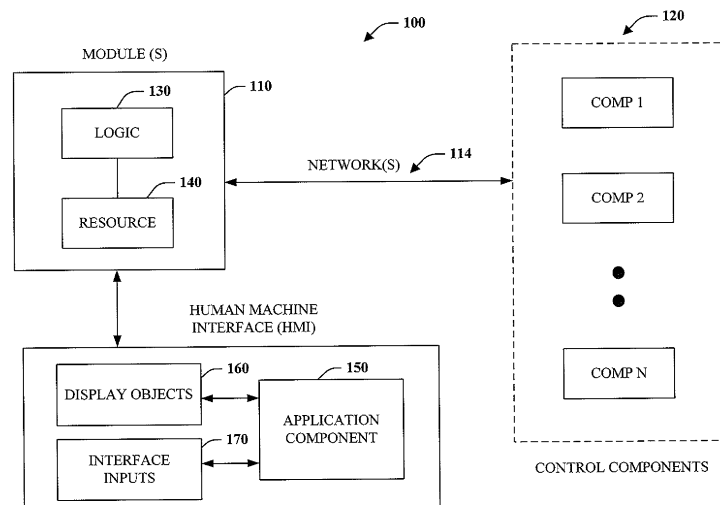 100
120
MODULE (S)
110
130
LOGIC
COMP 1
NETWORK(S)
114
140
RESOURCE
COMP 2
HUMAN MACHINE
INTERFACE (HMI)
160
DISPLAY OBJECTS
150
APPLICATION
COMPONENT
COMP N
170
INTERFACE
INPUTS
CONTROL COMPONENTS